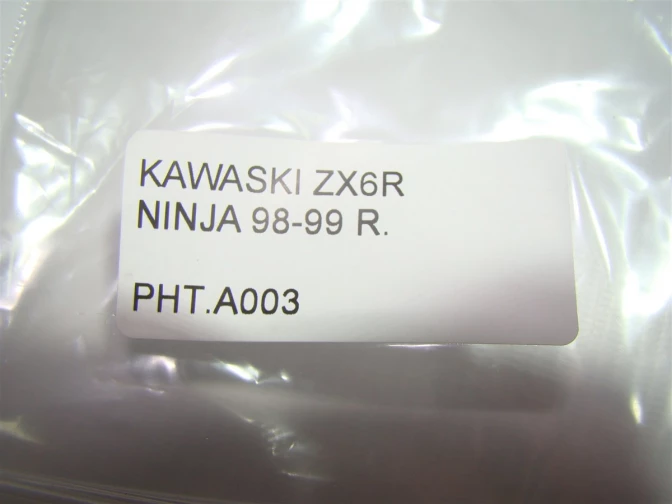 KAWASKI ZX6R
NINJA 98-99 R.
PHT.A003